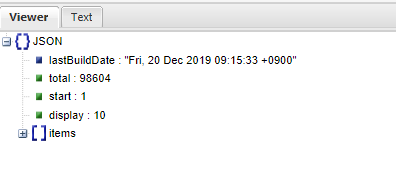 Viewer Text
JSON
lastBuildDate : "Fri, 20 Dec 2019 09:15:33 +0900"
total : 98604
start : 1
display : 10
items